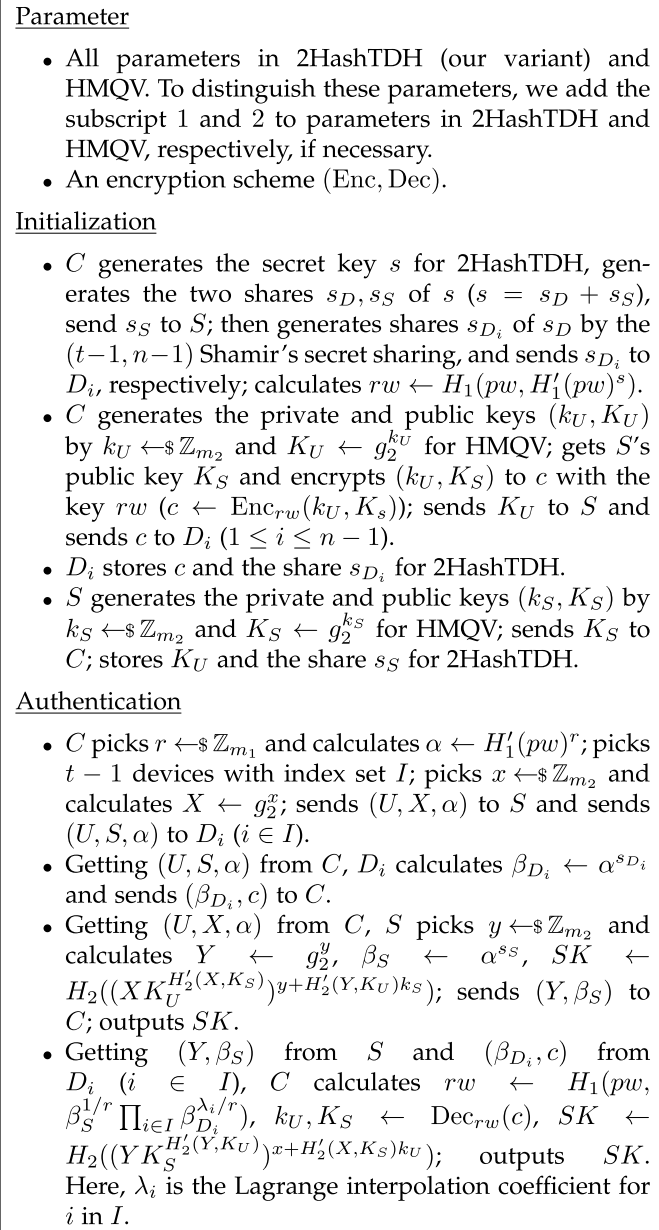 Parameter
• All parameters in 2HashTDH (our variant) and
HMQV. To distinguish these parameters, we add the
subscript 1 and 2 to parameters in 2HashTDH and
HMQV, respectively, if necessary.
• An encryption scheme (Enc, Dec).
Initialization
• C generates the secret key s for 2HashTDH, gen-
erates the two shares s_D, s_S of s (s = s_D + s_S),
send s_S to S; then generates shares s_{D_i} of s_D by the
(t−1, n−1) Shamir's secret sharing, and sends s_{D_i} to
D_i, respectively; calculates rw ← H_1(pw, H′_1(pw)^s).
• C generates the private and public keys (k_U, K_U)
by k_U ←$ ℤ_{m_2} and K_U ← g_2^{k_U} for HMQV; gets S's
public key K_S and encrypts (k_U, K_S) to c with the
key rw (c ← Enc_{rw}(k_U, K_s)); sends K_U to S and
sends c to D_i (1 ≤ i ≤ n − 1).
• D_i stores c and the share s_{D_i} for 2HashTDH.
• S generates the private and public keys (k_S, K_S) by
k_S ←$ ℤ_{m_2} and K_S ← g_2^{k_S} for HMQV; sends K_S to
C; stores K_U and the share s_S for 2HashTDH.
Authentication
• C picks r ←$ ℤ_{m_1} and calculates α ← H′_1(pw)^r; picks
t − 1 devices with index set I; picks x ←$ ℤ_{m_2} and
calculates X ← g_2^x; sends (U, X, α) to S and sends
(U, S, α) to D_i (i ∈ I).
• Getting (U, S, α) from C, D_i calculates β_{D_i} ← α^{s_{D_i}}
and sends (β_{D_i}, c) to C.
• Getting (U, X, α) from C, S picks y ←$ ℤ_{m_2} and
calculates Y ← g_2^y, β_S ← α^{s_S}, SK ←
H_2((XK_U^{H′_2(X,K_S)})^{y+H′_2(Y,K_U)k_S}); sends (Y, β_S) to
C; outputs SK.
• Getting (Y, β_S) from S and (β_{D_i}, c) from
D_i (i ∈ I), C calculates rw ← H_1(pw,
β_S^{1/r} ∏_{i∈I} β_{D_i}^{λ_i/r}), k_U, K_S ← Dec_{rw}(c), SK ←
H_2((YK_S^{H′_2(Y,K_U)})^{x+H′_2(X,K_S)k_U}); outputs SK.
Here, λ_i is the Lagrange interpolation coefficient for
i in I.